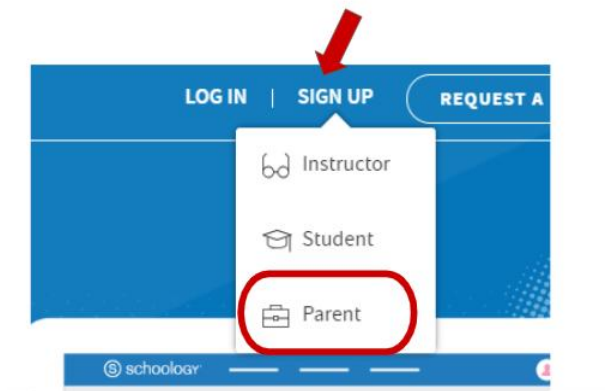 LOG IN | SIGN UP REQUEST A
Instructor
Student
Parent
schoology